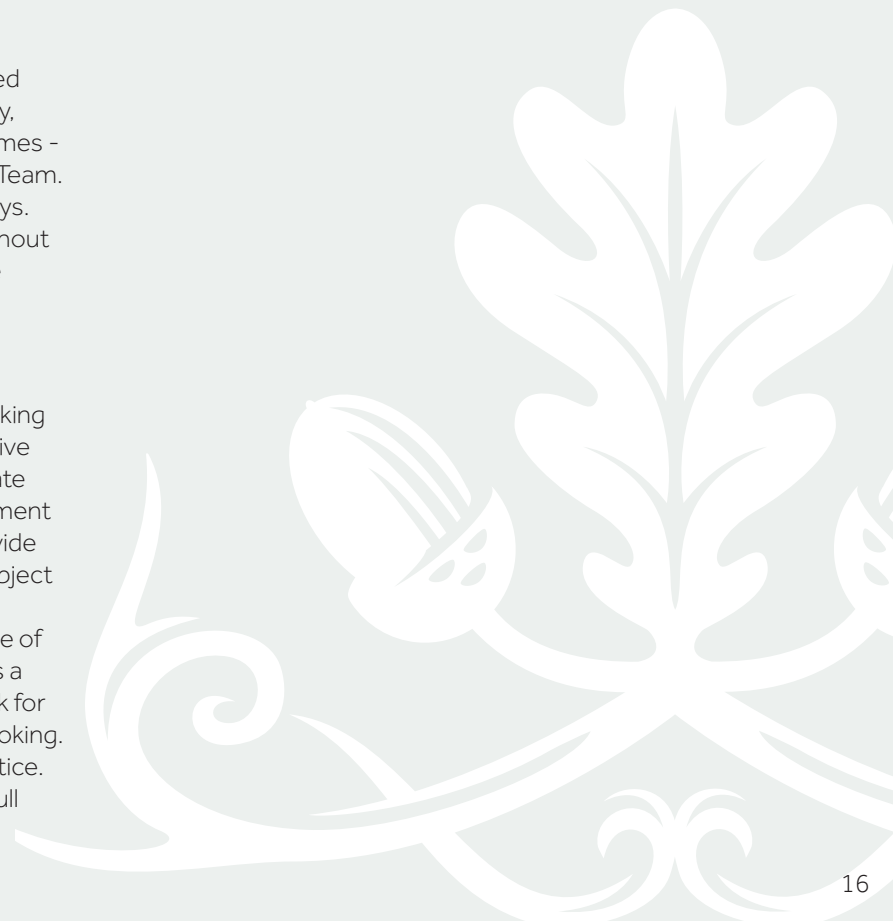 ed
y,
mes -
Team.
ys.
hout
king
ive
ate
ment
vide
oject
e of
s a
k for
oking.
tice.
ull
16